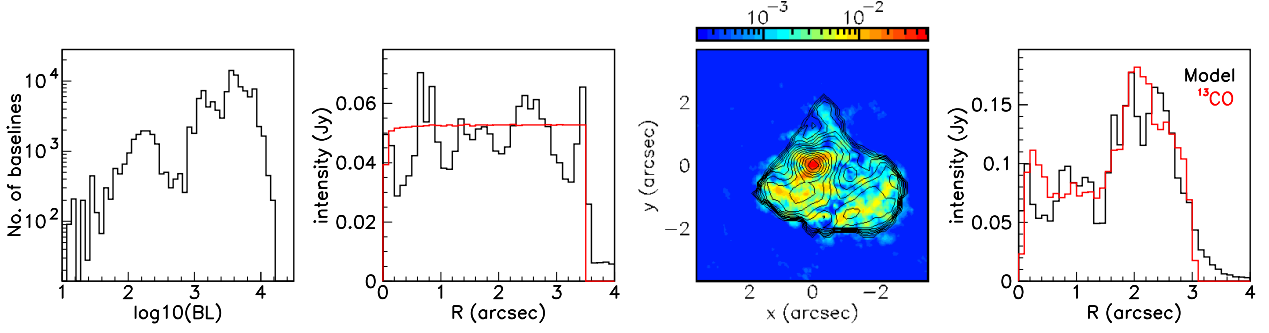 10⁻³ 10⁻²
No. of baselines
10⁴
10³
10²
1 2 3 4
log10(BL)
intensity (Jy)
0.06
0.04
0.02
0
0 1 2 3 4
R (arcsec)
y (arcsec)
2
0
−2
2 0 −2
x (arcsec)
intensity (Jy)
0.15
0.1
0.05
0
Model
¹³CO
0 1 2 3 4
R (arcsec)